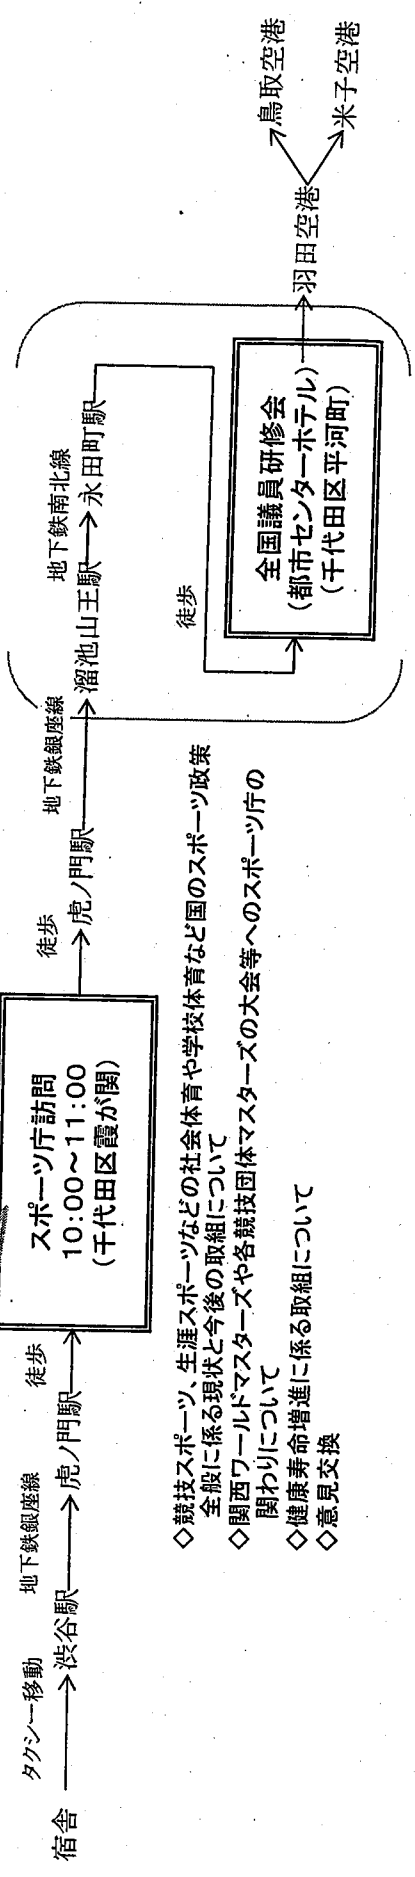 宿舎
タクシー移動
渋谷駅
地下鉄銀座線
虎ノ門駅
徒歩
スポーツ庁訪問
10:00～11:00
(千代田区霞が関)
徒歩
虎ノ門駅
地下鉄銀座線
溜池山王駅
地下鉄南北線
永田町駅
徒歩
全国議員研修会
(都市センターホテル)
(千代田区平河町)
羽田空港
鳥取空港
米子空港
◇競技スポーツ、生涯スポーツなどの社会体育や学校体育など国のスポーツ政策
全般に係る現状と今後の取組について
◇関西ワールドマスターズや各競技団体マスターズの大会等へのスポーツ庁の
関わりについて
◇健康寿命増進に係る取組について
◇意見交換